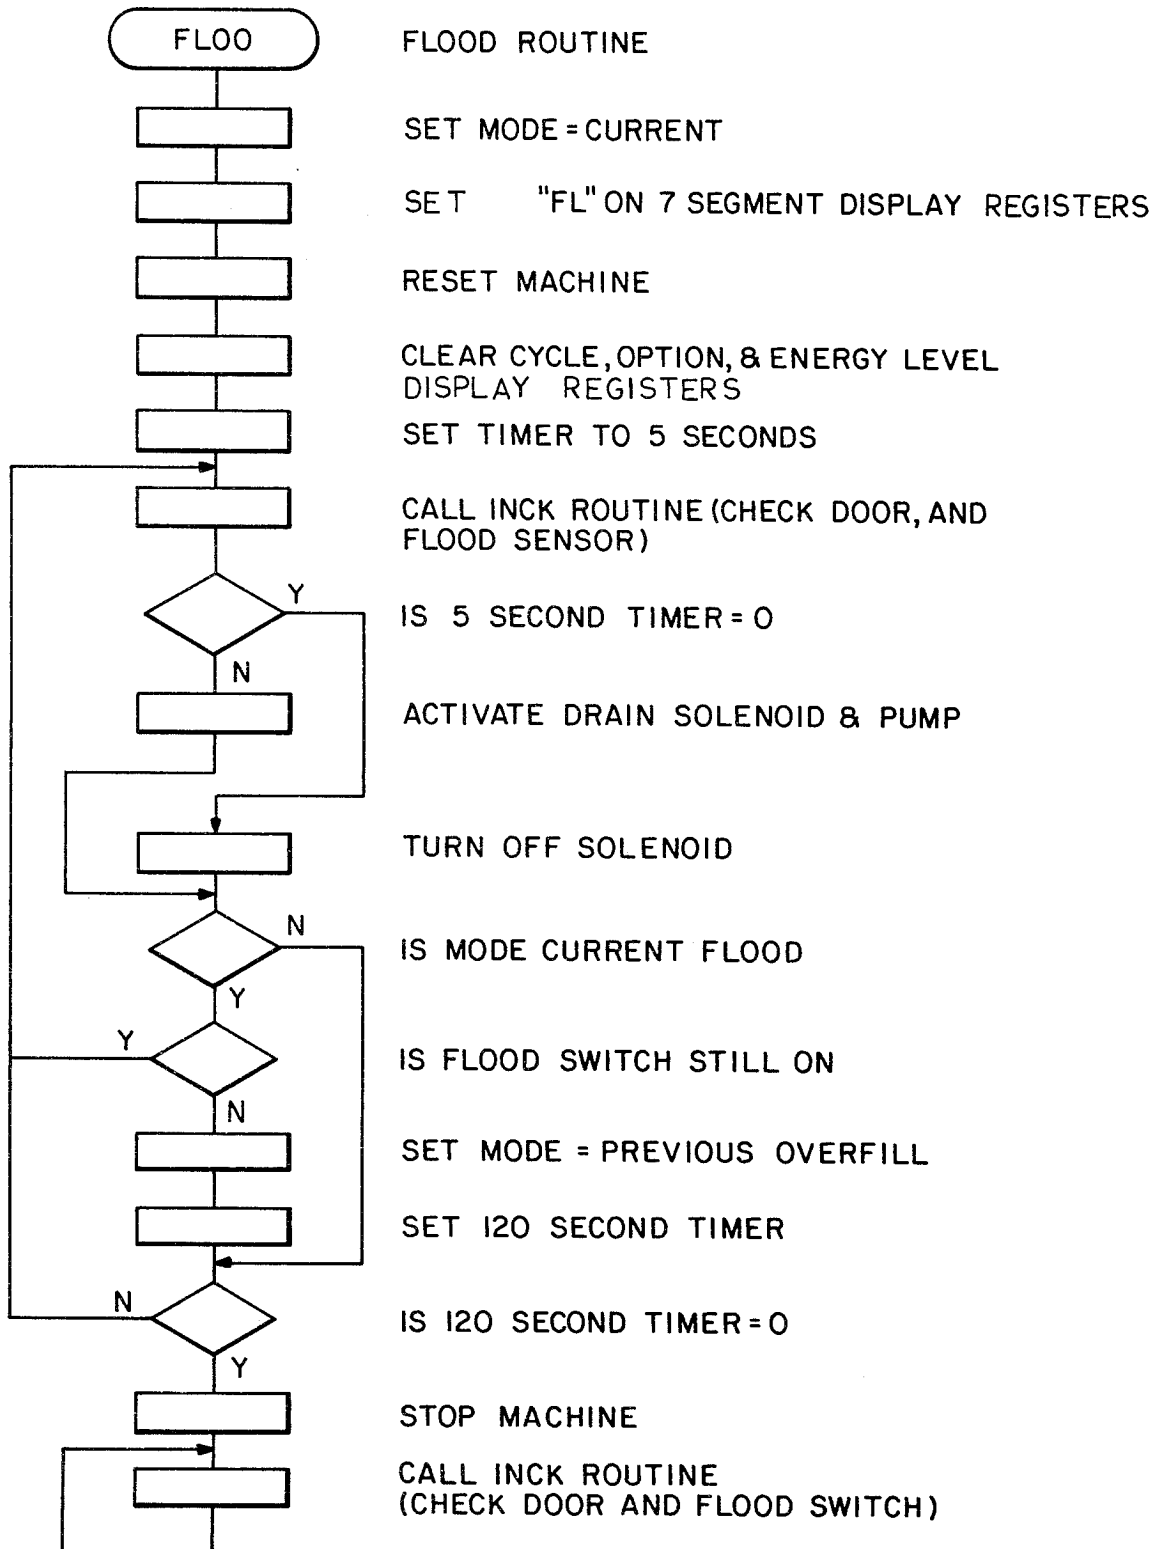 FLOO FLOOD ROUTINE
SET MODE = CURRENT
SET "FL" ON 7 SEGMENT DISPLAY REGISTERS
RESET MACHINE
CLEAR CYCLE, OPTION, & ENERGY LEVEL
DISPLAY REGISTERS
SET TIMER TO 5 SECONDS
CALL INCK ROUTINE (CHECK DOOR, AND
FLOOD SENSOR)
Y
IS 5 SECOND TIMER = 0
N
ACTIVATE DRAIN SOLENOID & PUMP
TURN OFF SOLENOID
N
IS MODE CURRENT FLOOD
Y
Y
IS FLOOD SWITCH STILL ON
N
SET MODE = PREVIOUS OVERFILL
SET 120 SECOND TIMER
N
IS 120 SECOND TIMER = 0
Y
STOP MACHINE
CALL INCK ROUTINE
(CHECK DOOR AND FLOOD SWITCH)